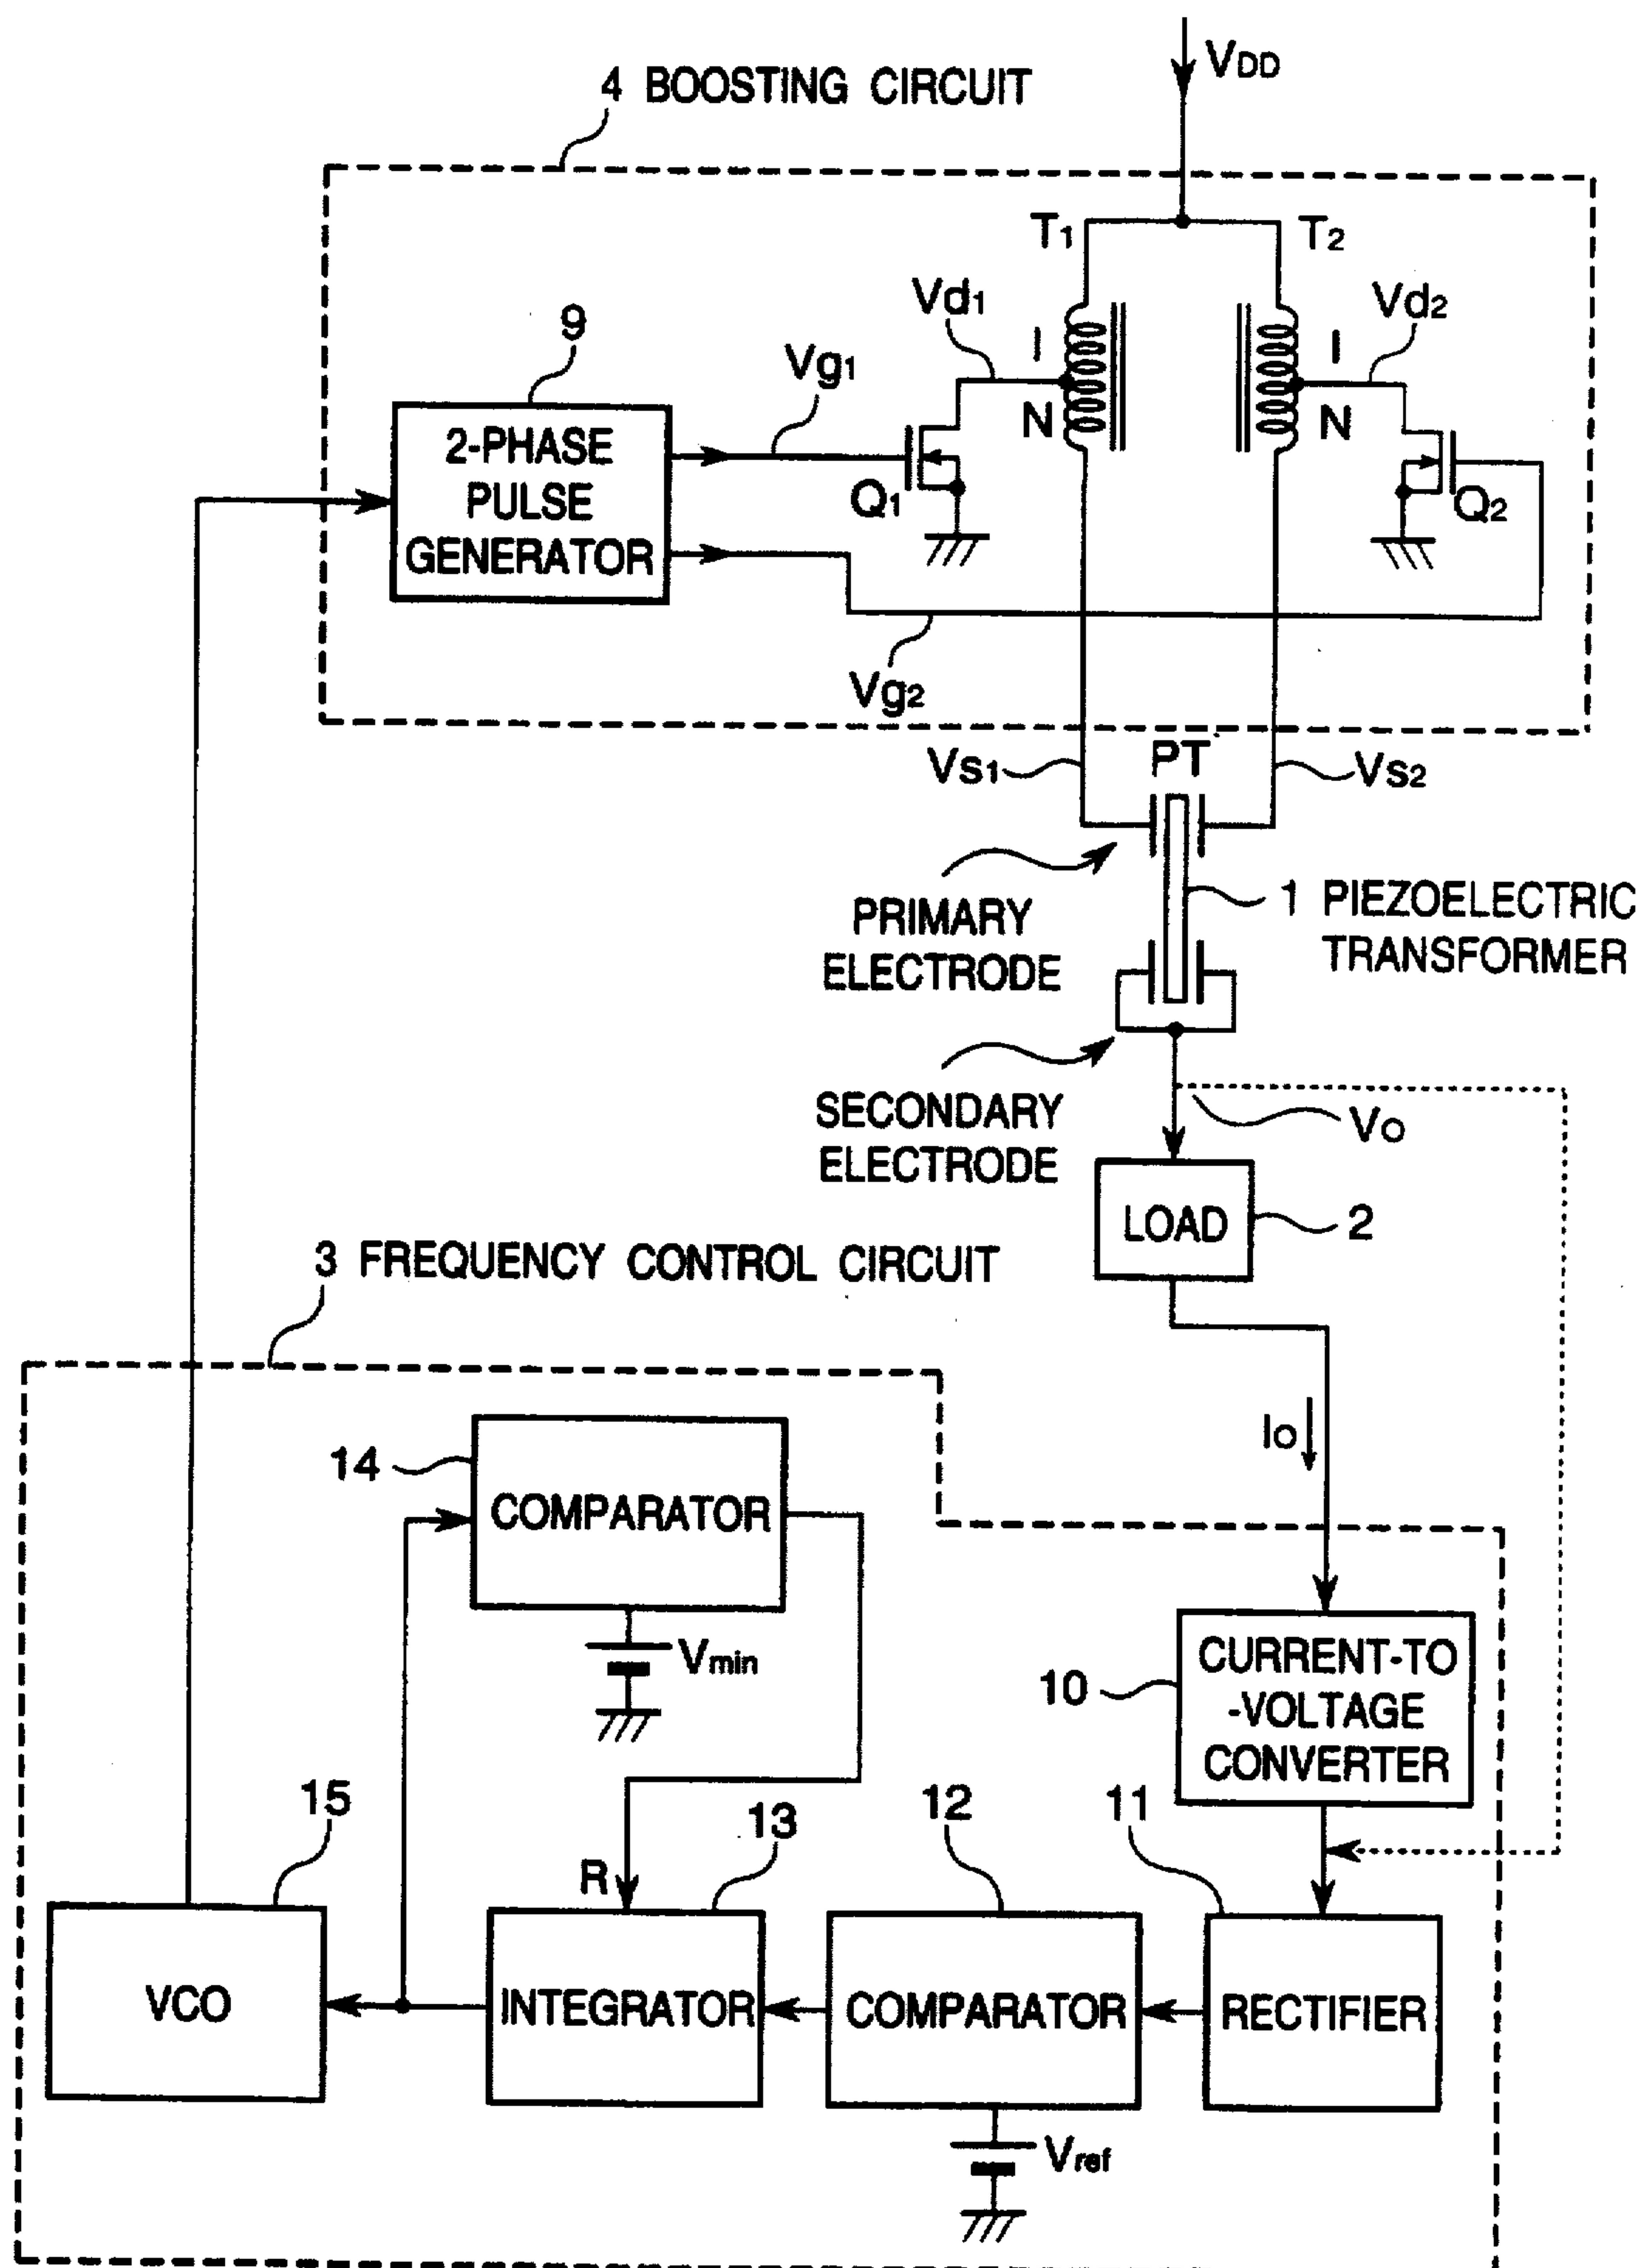 VDD
4 BOOSTING CIRCUIT
T1
T2
Vd1
Vd2
9
I
I
Vg1
N
N
2-PHASE
PULSE
GENERATOR
Q1
Q2
Vg2
Vs1
PT
Vs2
PRIMARY
ELECTRODE
1 PIEZOELECTRIC
TRANSFORMER
SECONDARY
ELECTRODE
VO
LOAD
2
3 FREQUENCY CONTROL CIRCUIT
IO
14
COMPARATOR
Vmin
10
CURRENT-TO
-VOLTAGE
CONVERTER
15
13
12
11
R
VCO
INTEGRATOR
COMPARATOR
RECTIFIER
Vref